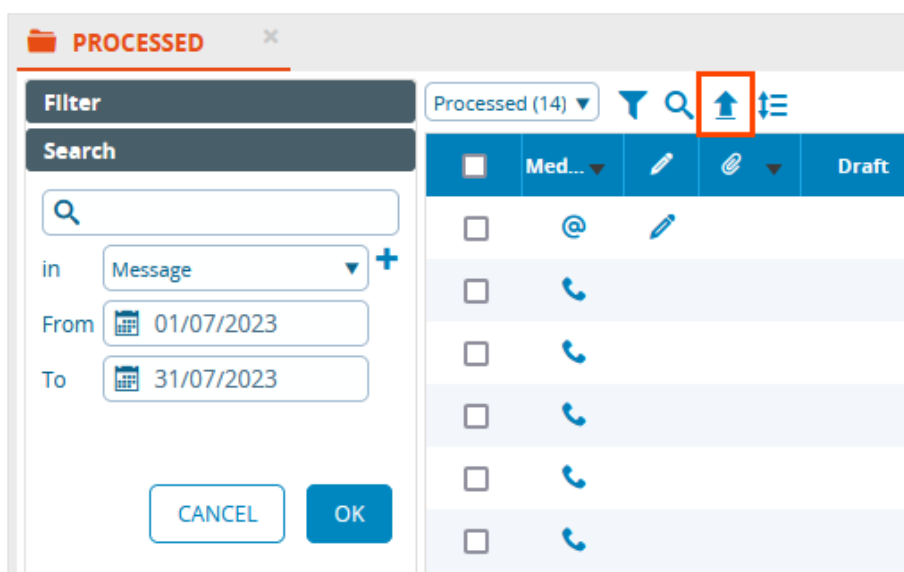 PROCESSED
Filter
Search
in Message
From 01/07/2023
To 31/07/2023
CANCEL OK
Processed (14)
Med... Draft
@